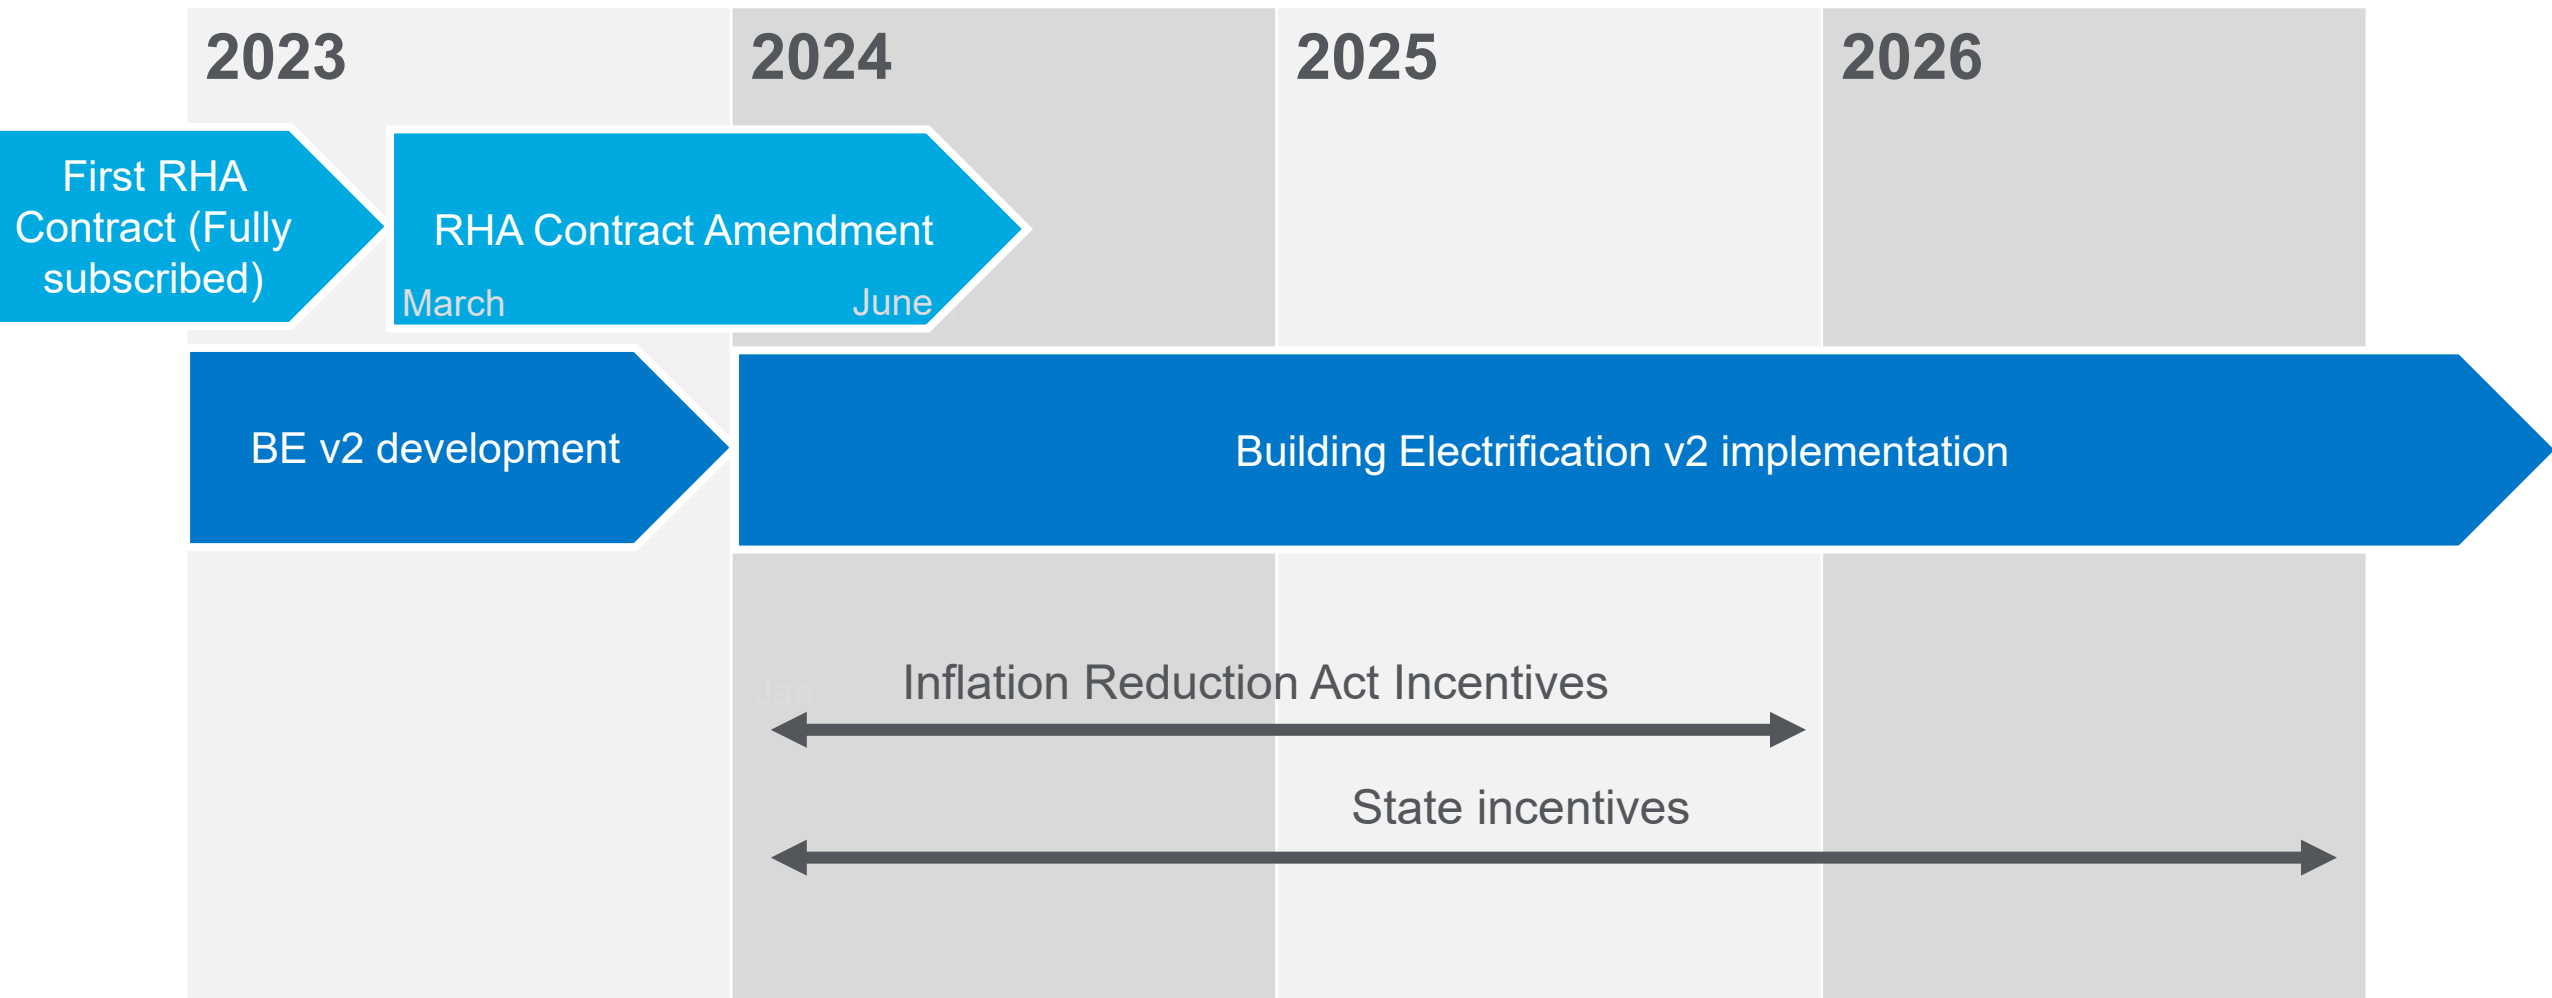 2023
2024
2025
2026
First RHA
Contract (Fully
subscribed)
RHA Contract Amendment
March
June
BE v2 development
Building Electrification v2 implementation
Jan
Inflation Reduction Act Incentives
State incentives